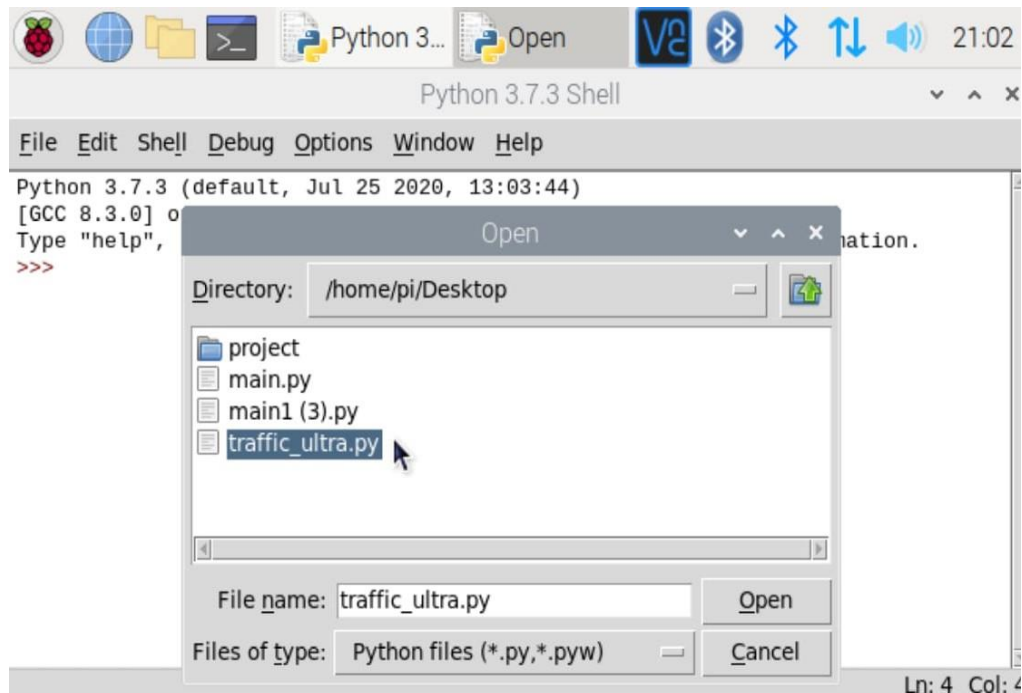 Python 3... Open 21:02
Python 3.7.3 Shell
File Edit Shell Debug Options Window Help
Python 3.7.3 (default, Jul 25 2020, 13:03:44)
[GCC 8.3.0] o
Type "help",
>>>
Open
Directory: /home/pi/Desktop
project
main.py
main1 (3).py
traffic_ultra.py
File name: traffic_ultra.py Open
Files of type: Python files (*.py,*.pyw) Cancel
Ln: 4 Col: 4